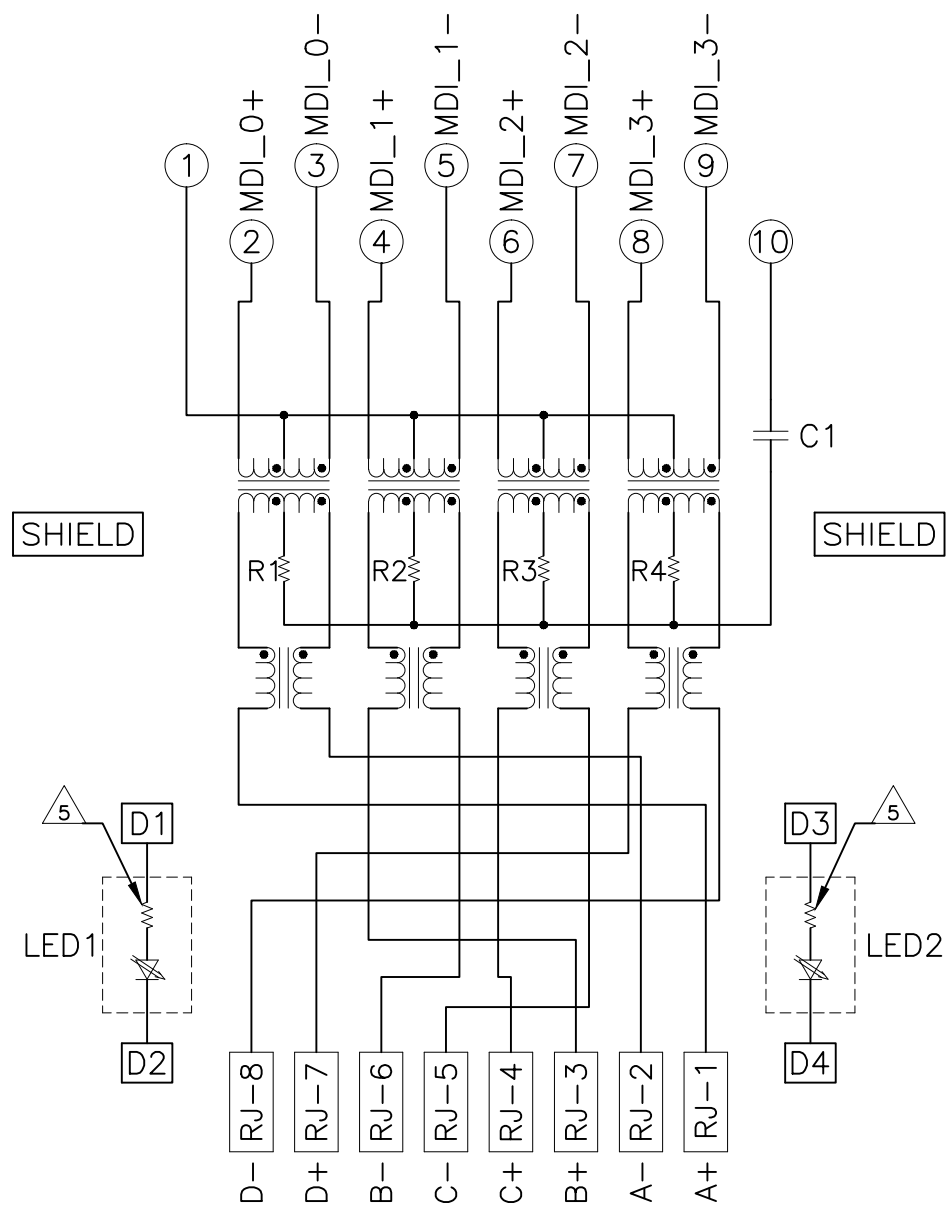 MDI_0+
MDI_0-
MDI_1+
MDI_1-
MDI_2+
MDI_2-
MDI_3+
MDI_3-
1
3
5
7
9
2
4
6
8
10
C1
SHIELD
SHIELD
R1
R2
R3
R4
5
D1
D3
5
LED1
LED2
D2
D4
RJ-8
RJ-7
RJ-6
RJ-5
RJ-4
RJ-3
RJ-2
RJ-1
D-
D+
B-
C-
C+
B+
A-
A+